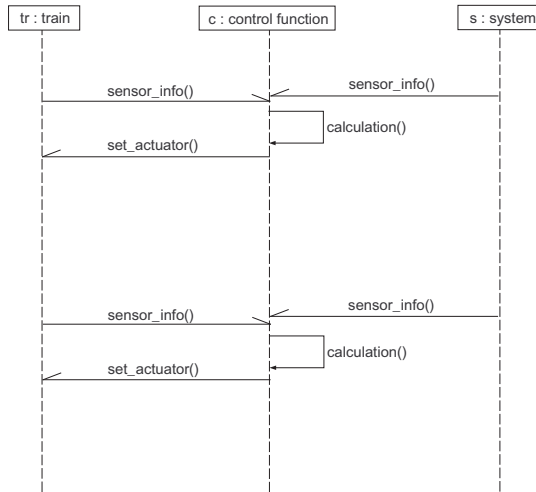 tr : train
c : control function
s : system
sensor_info()
sensor_info()
calculation()
set_actuator()
sensor_info()
sensor_info()
calculation()
set_actuator()